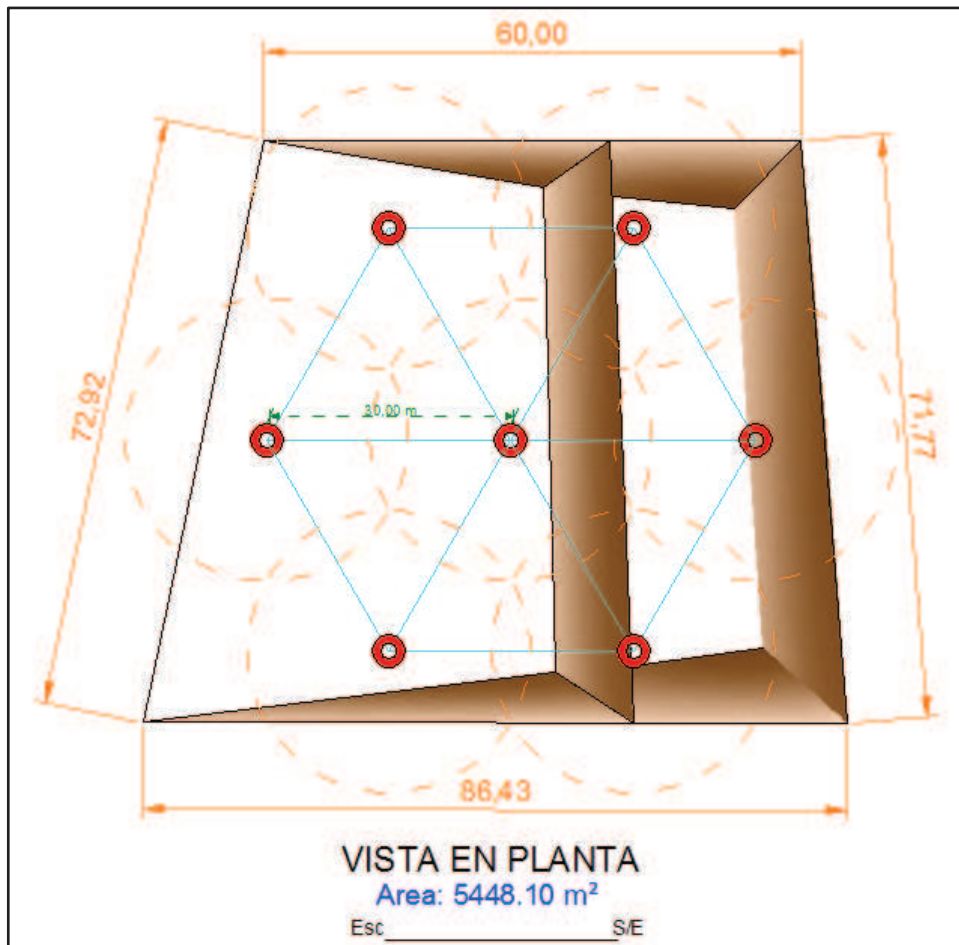 60,00
72,92
30,00 m
71,77
86,43
VISTA EN PLANTA
Area: 5448.10 m²
Esc S/E